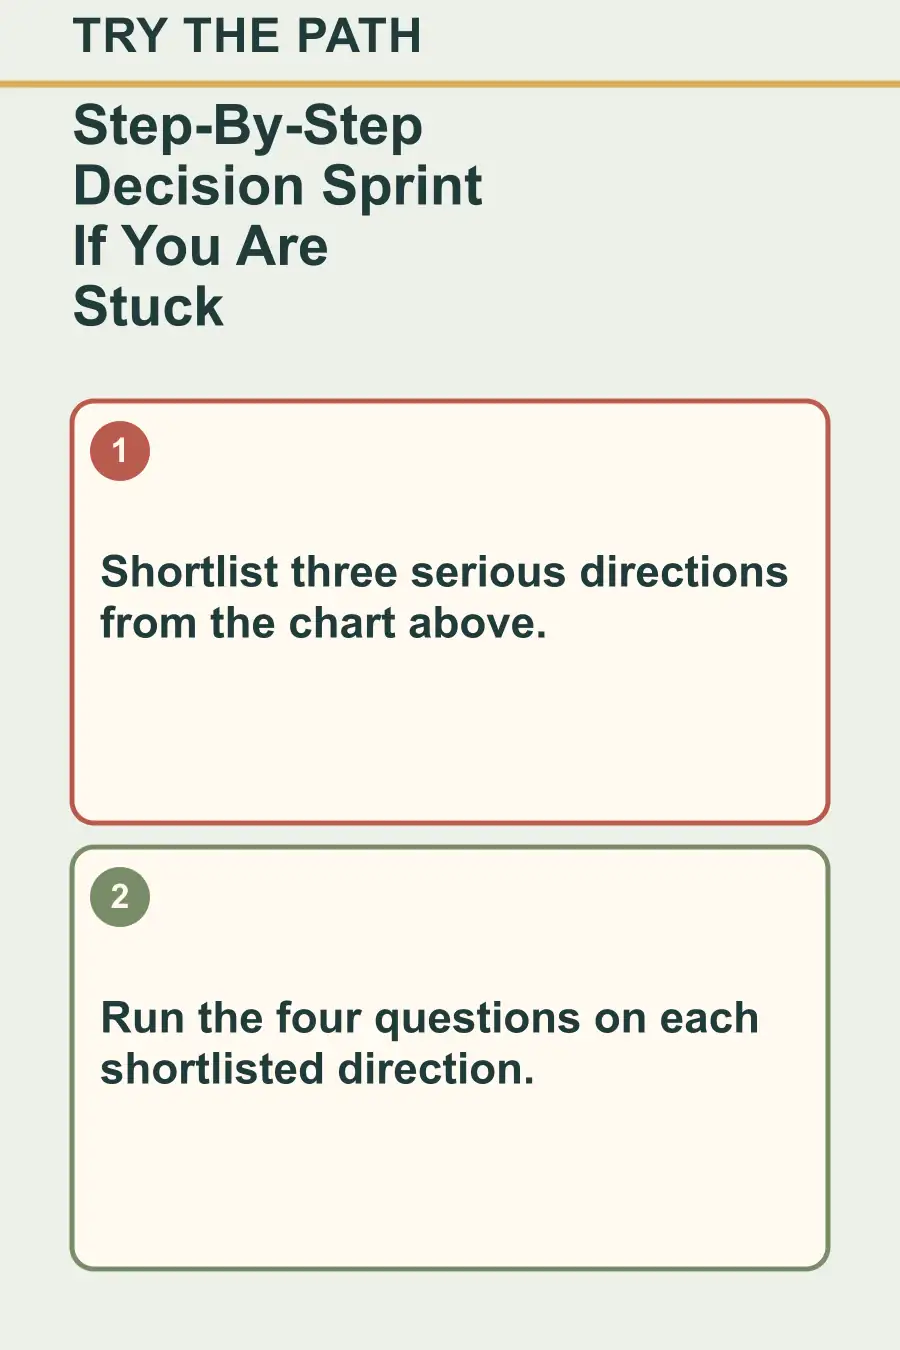 TRY THE PATH
Step-By-Step
Decision Sprint
If You Are
Stuck
1
Shortlist three serious directions
from the chart above.
2
Run the four questions on each
shortlisted direction.